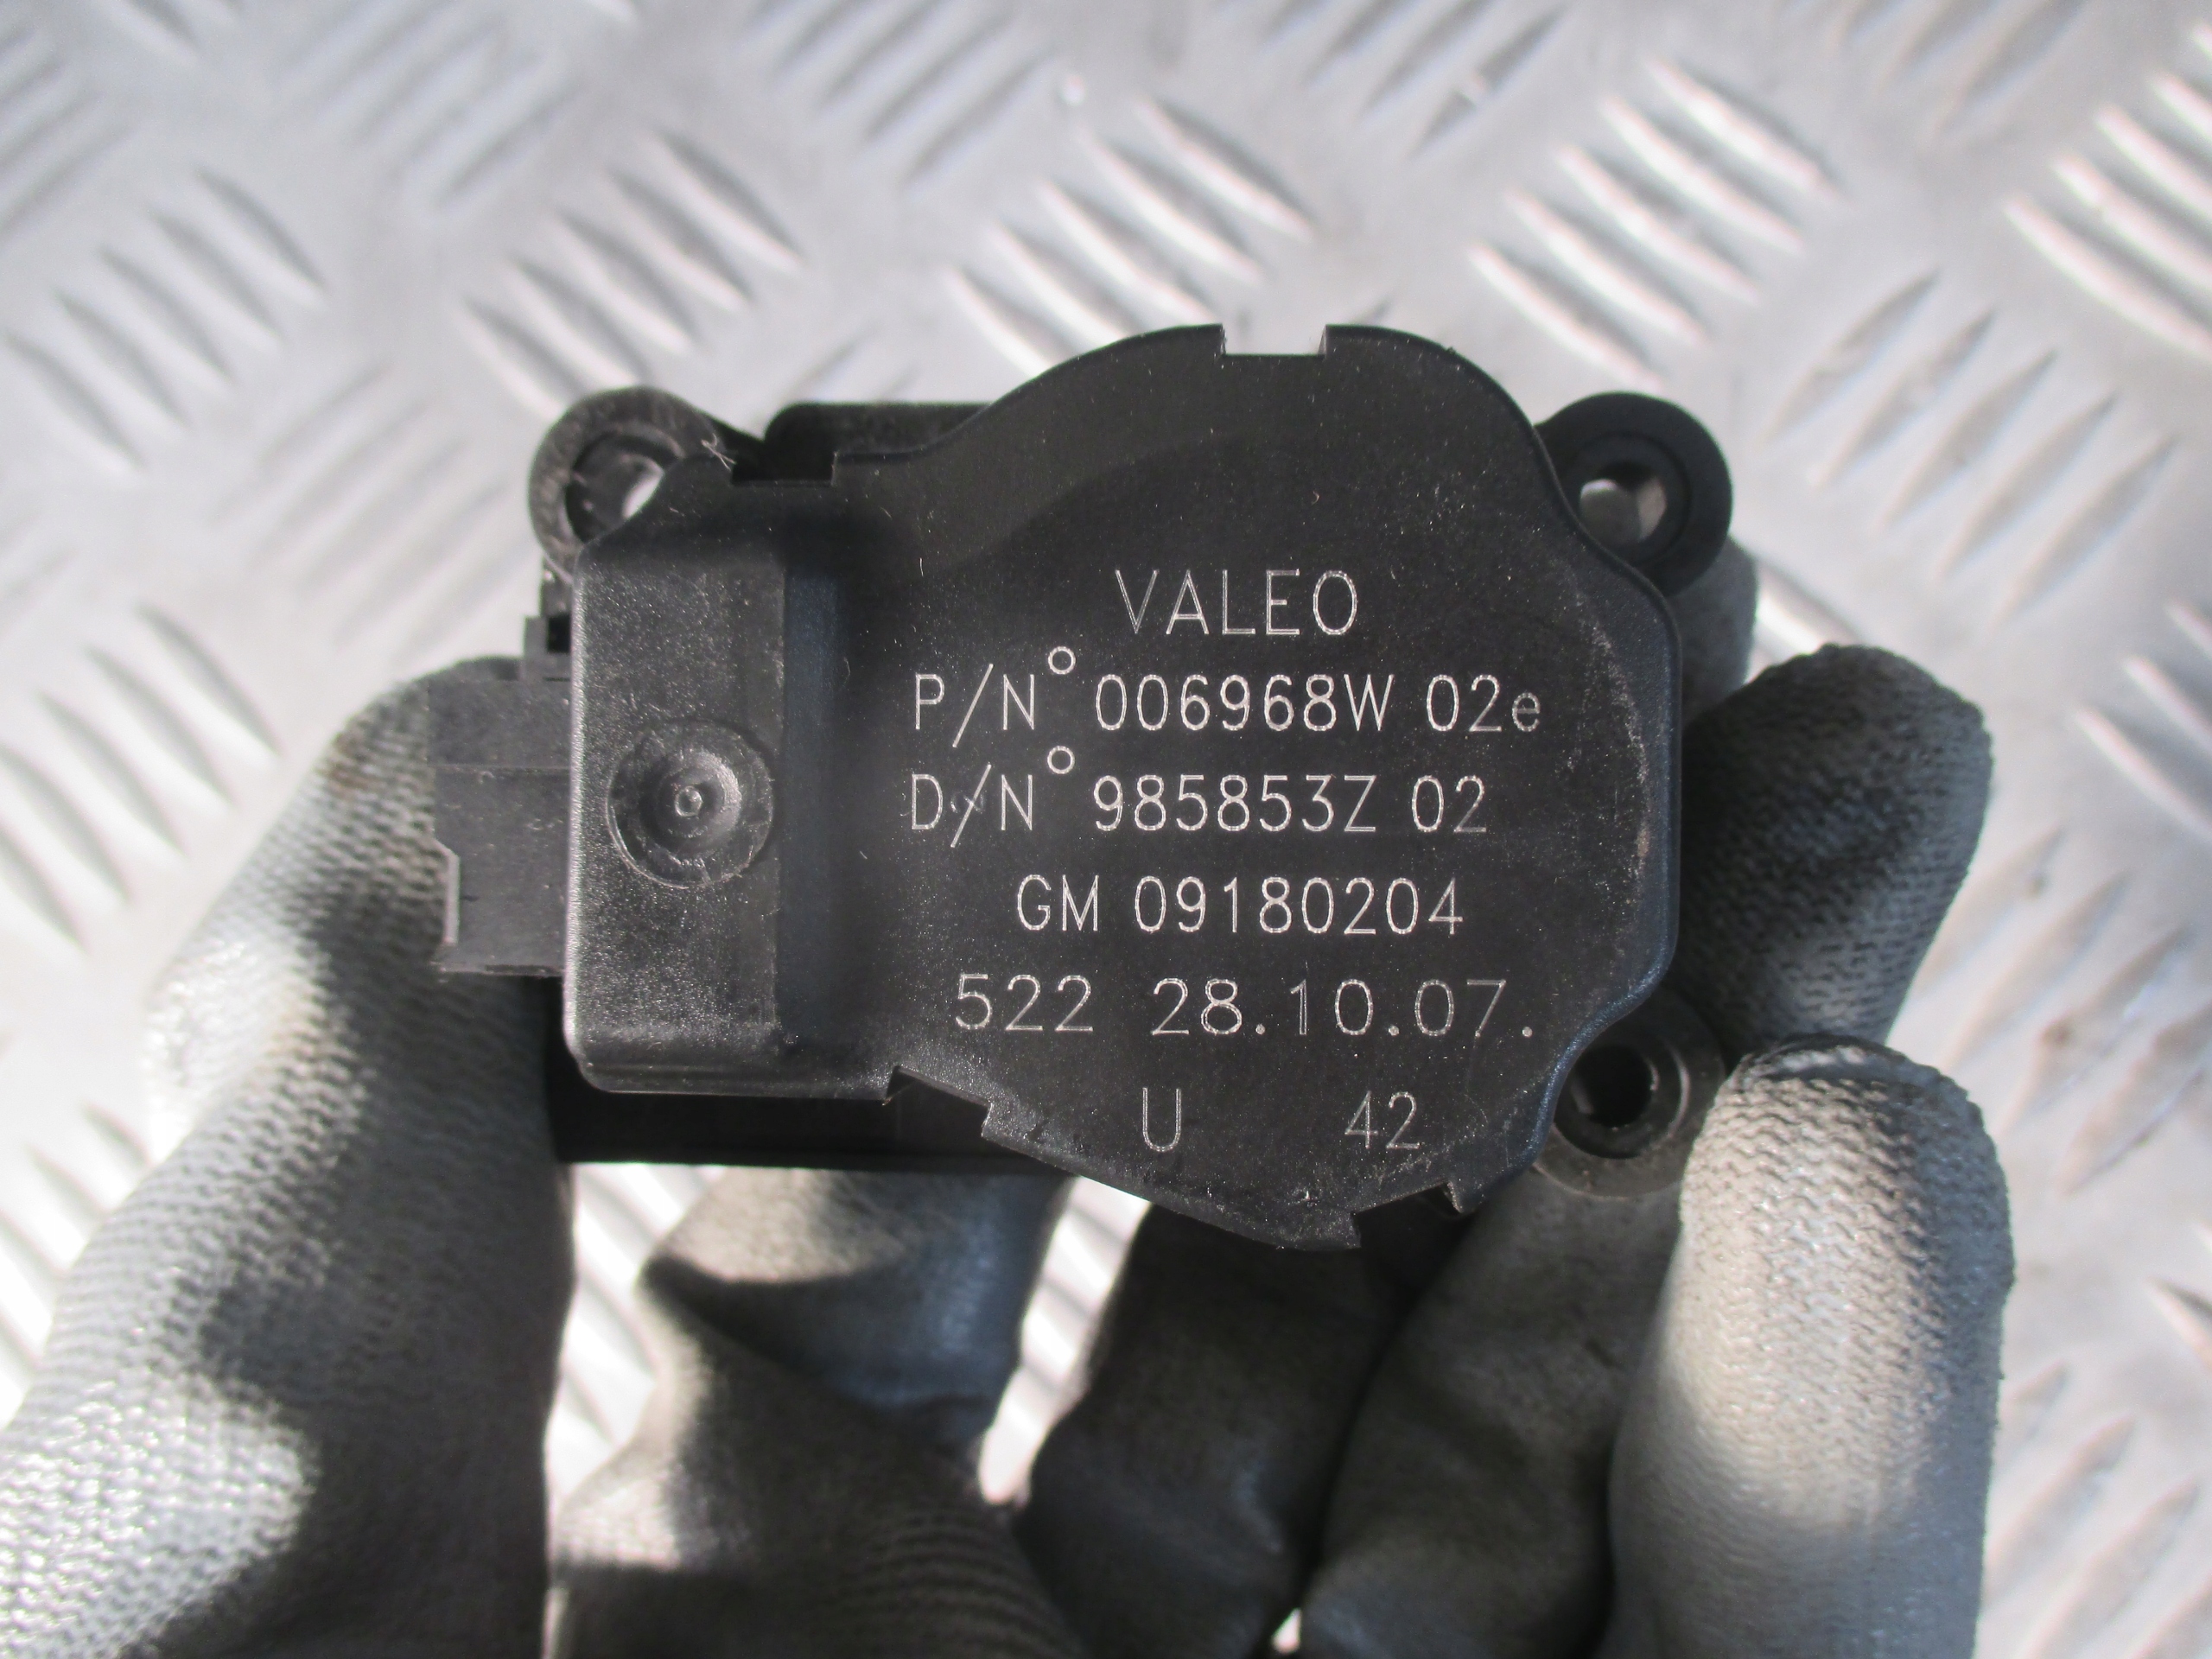 VALEO
P/N° 006968W 02e
D/N° 985853Z 02
GM 09180204
522 28.10.07.
U 42